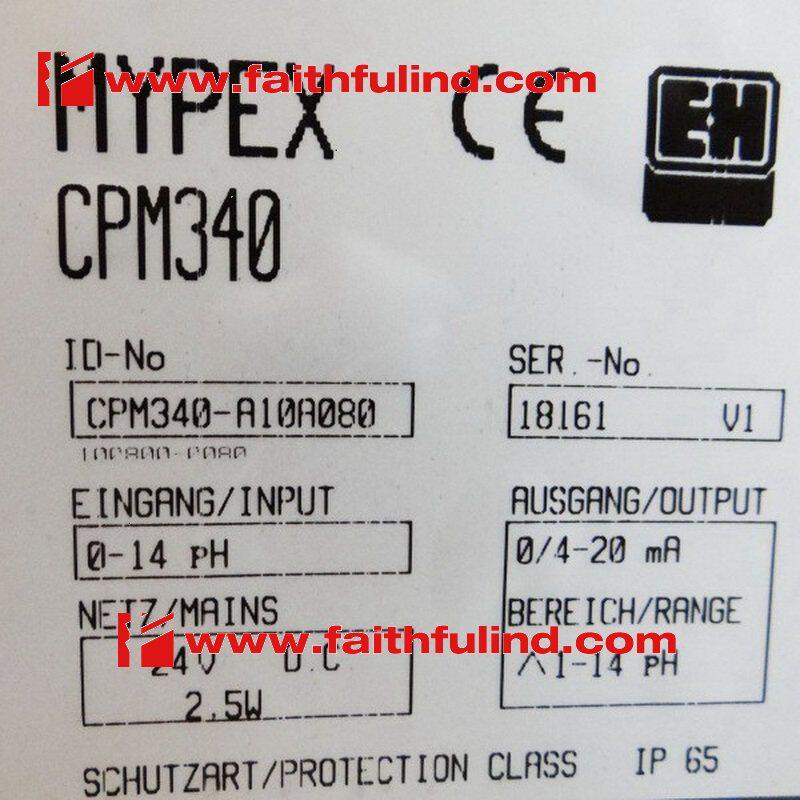 www.faithfulind.com
MYPEX CE E+H
CPM340
ID-No SER.-No.
CPM340-A10A080 18161 V1
EINGANG/INPUT AUSGANG/OUTPUT
0-14 pH 0/4-20 mA
NETZ/MAINS BEREICH/RANGE
www.faithfulind.com
24V D.C 1-14 pH
2.5W
SCHUTZART/PROTECTION CLASS IP 65